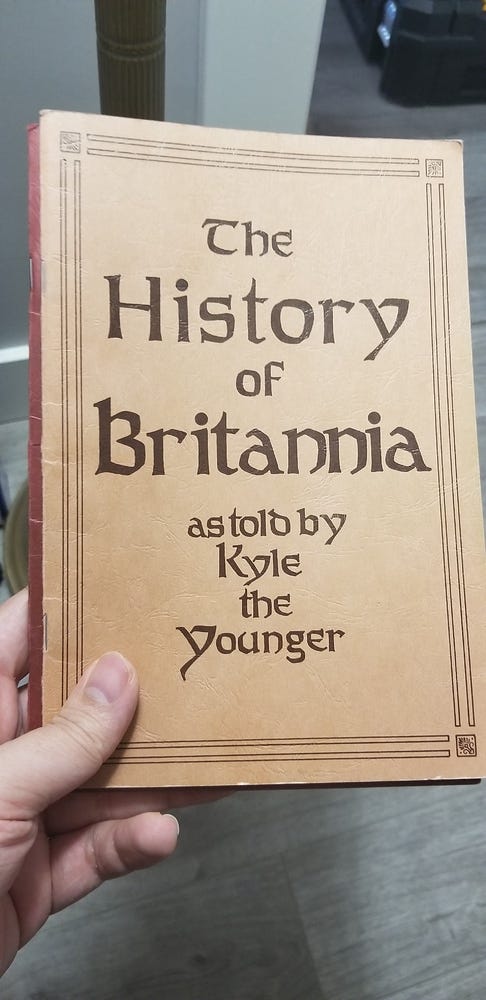 The
History
of
Britannia
as told by
Kyle
the
Younger